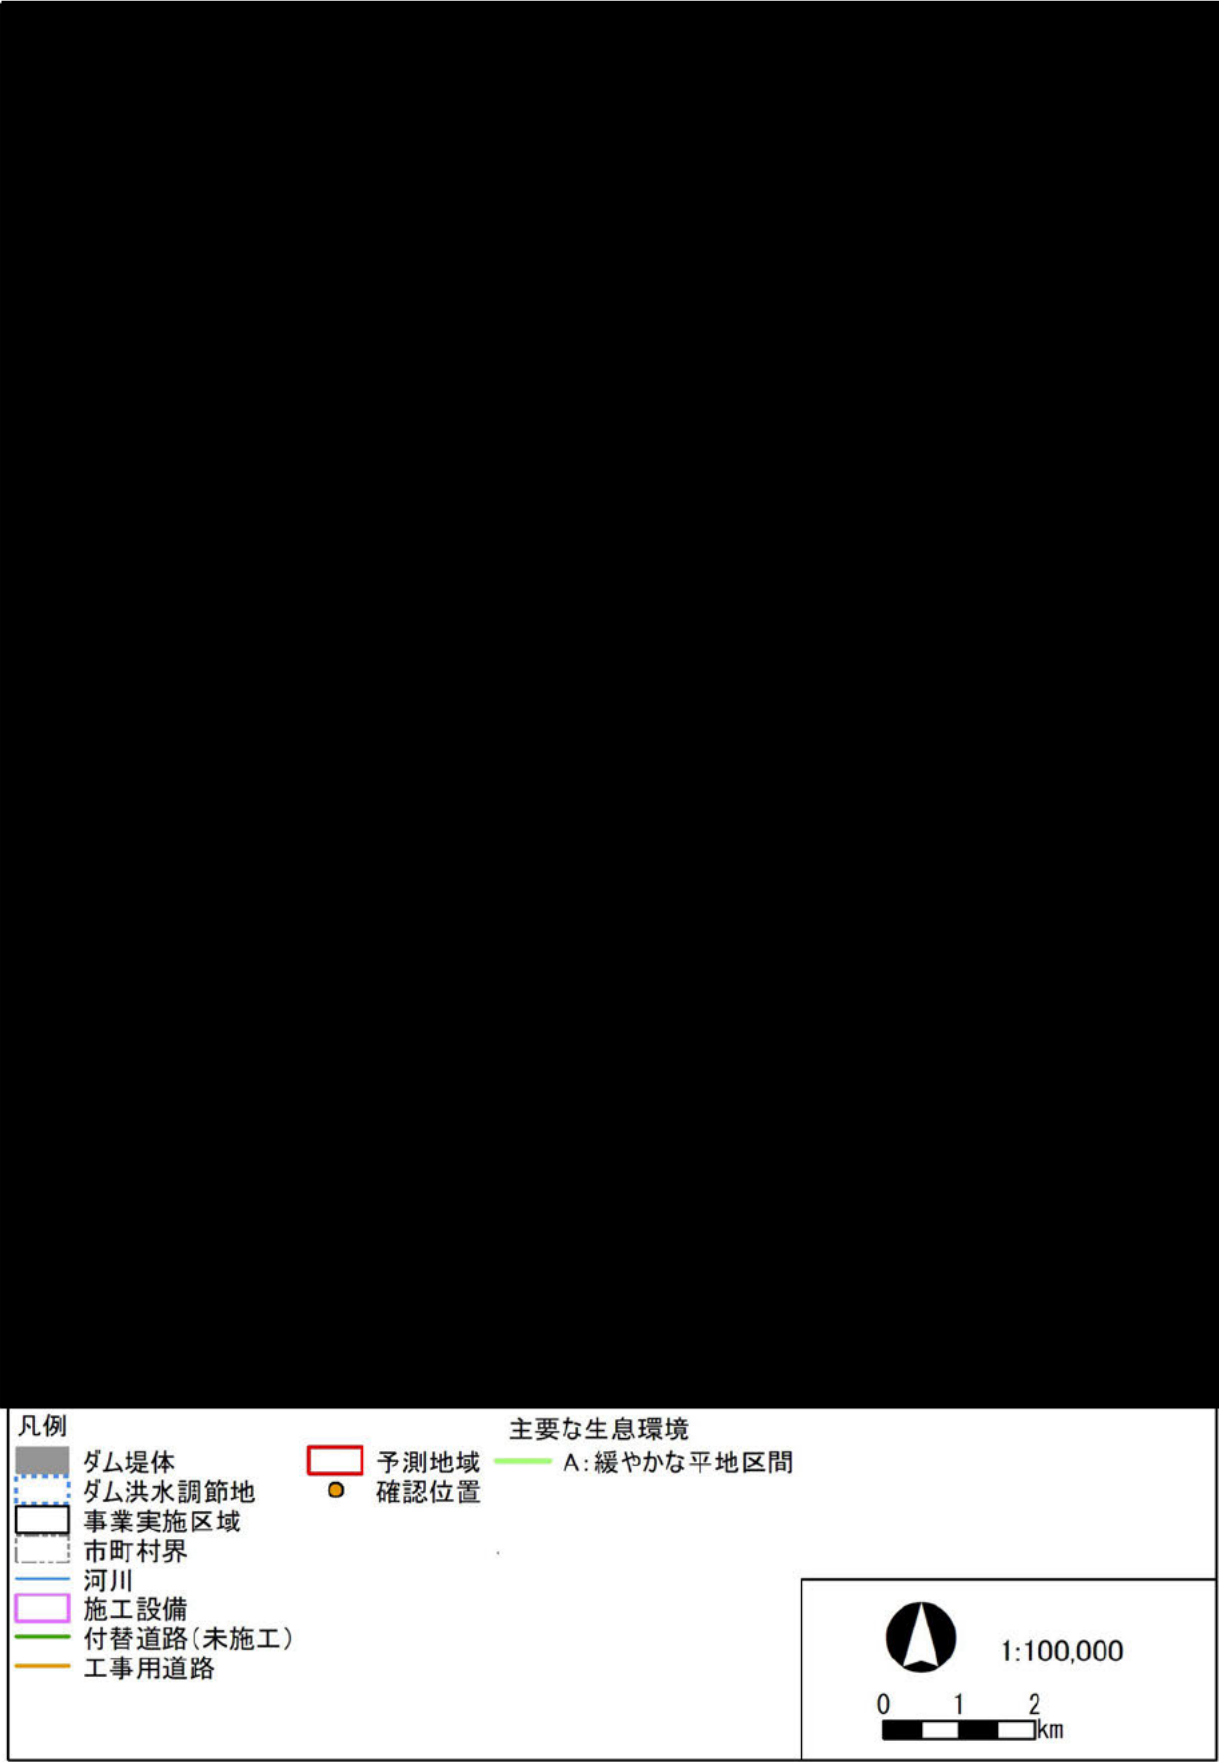 凡例
ダム堤体
ダム洪水調節地
事業実施区域
市町村界
河川
施工設備
付替道路(未施工)
工事用道路
予測地域
確認位置
主要な生息環境
A:緩やかな平地区間
1:100,000
0 1 2
km